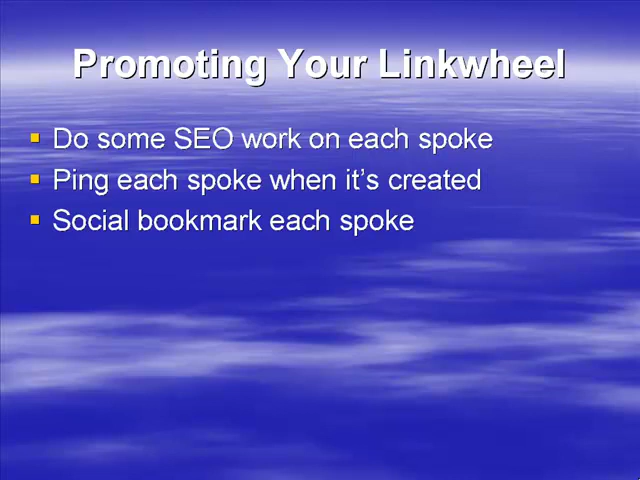 Promoting Your Linkwheel
Do some SEO work on each spoke
Ping each spoke when it's created
Social bookmark each spoke